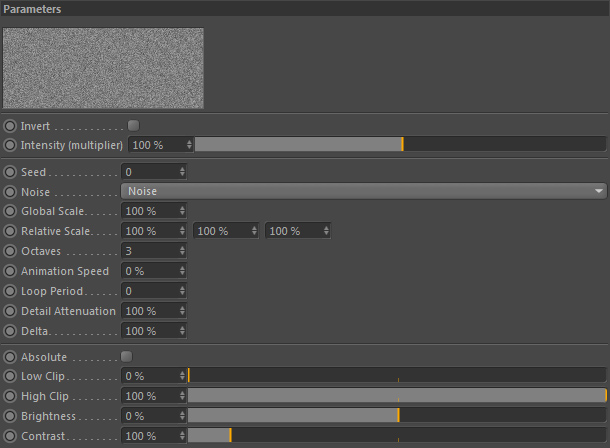 Parameters
Invert
Intensity (multiplier) 100 %
Seed 0
Noise Noise
Global Scale 100 %
Relative Scale 100 % 100 % 100 %
Octaves 3
Animation Speed 0 %
Loop Period 0
Detail Attenuation 100 %
Delta 100 %
Absolute
Low Clip 0 %
High Clip 100 %
Brightness 0 %
Contrast 100 %